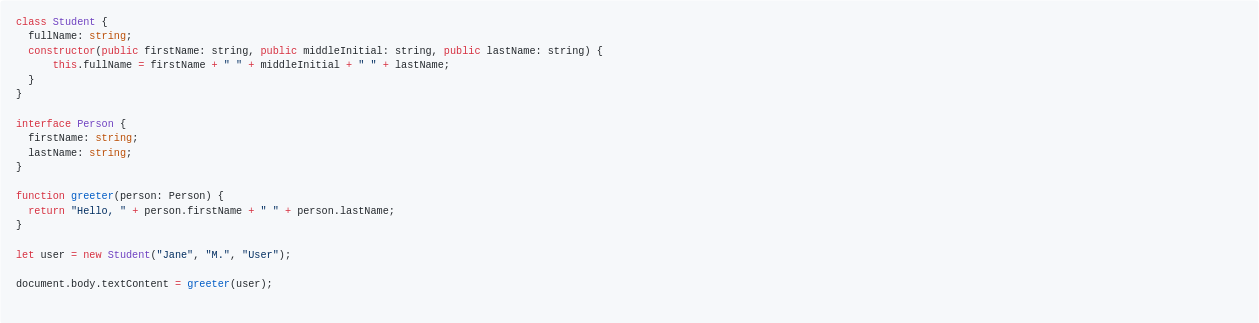 class Student {
  fullName: string;
  constructor(public firstName: string, public middleInitial: string, public lastName: string) {
      this.fullName = firstName + " " + middleInitial + " " + lastName;
  }
}

interface Person {
  firstName: string;
  lastName: string;
}

function greeter(person: Person) {
  return "Hello, " + person.firstName + " " + person.lastName;
}

let user = new Student("Jane", "M.", "User");

document.body.textContent = greeter(user);